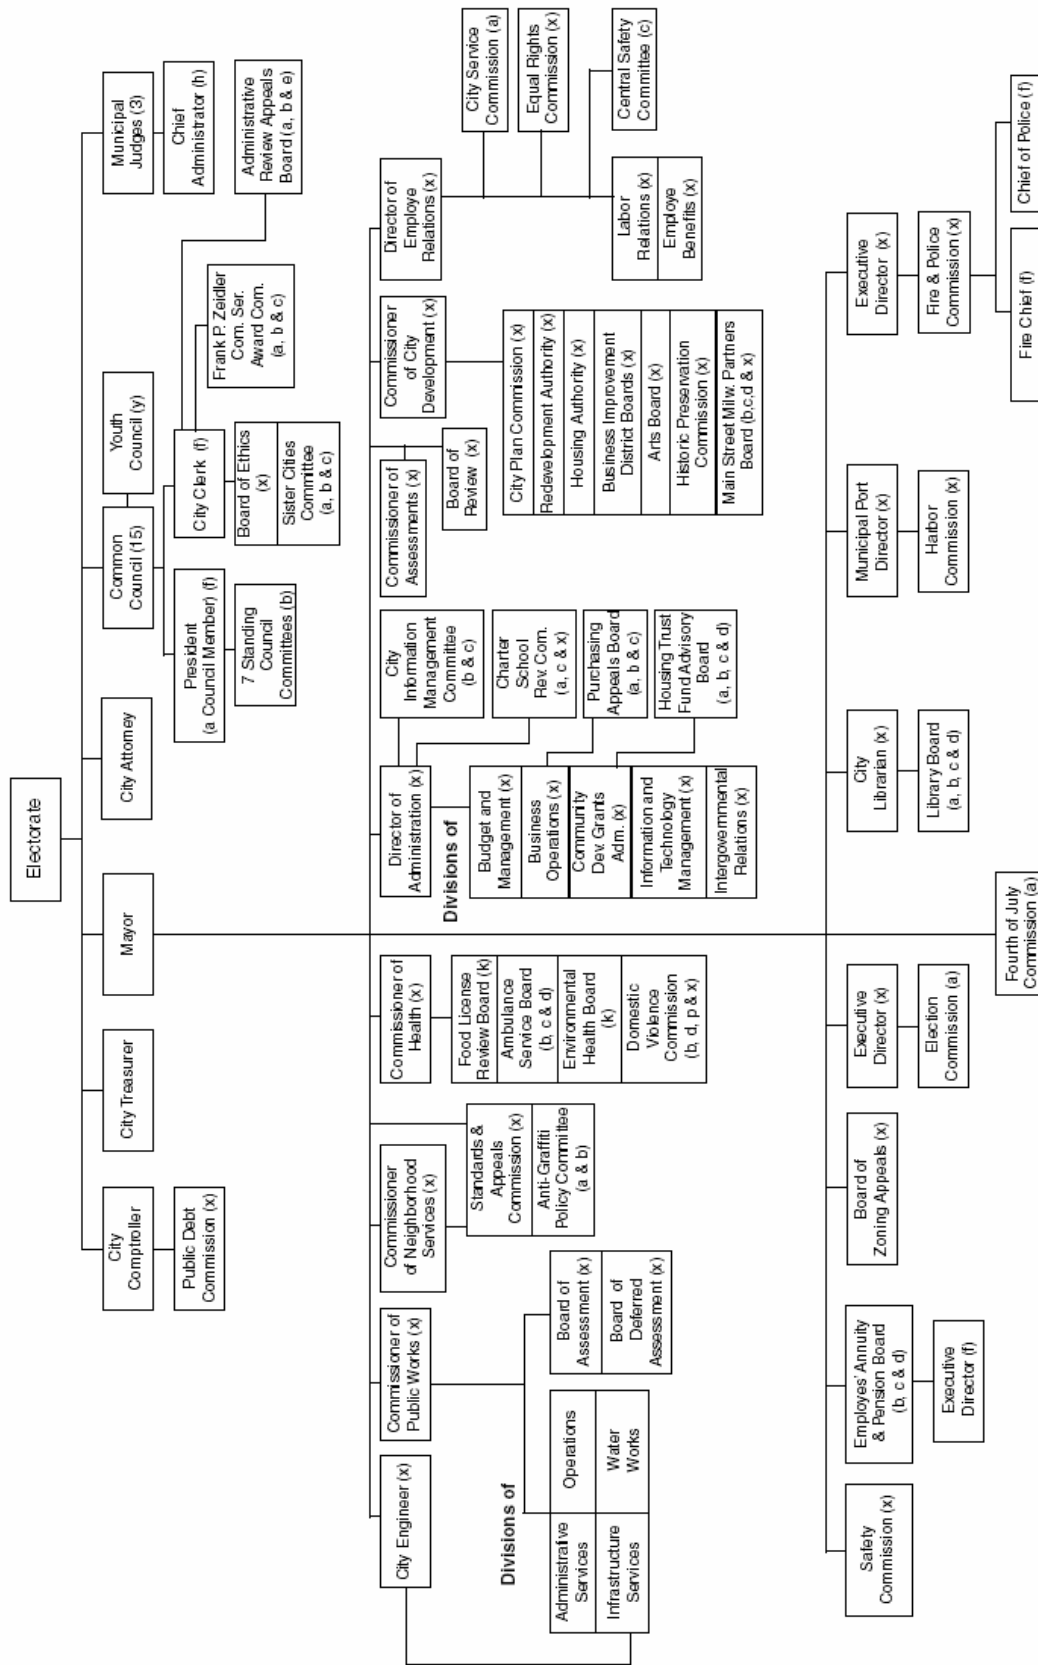 Electorate
City
Comptroller
Public Debt
Commission (x)
City Treasurer
Mayor
City Attorney
Common
Council (15)
Youth
Council (y)
Municipal
Judges (3)
Chief
Administrator (h)
President
(a Council Member) (f)
7 Standing
Council
Committees (b)
City Clerk (f)
Board of Ethics
(x)
Sister Cities
Committee
(a, b & c)
Frank P. Zeidler
Com. Ser.
Award Com.
(a, b & c)
Administrative
Review Appeals
Board (a, b & e)
City Engineer (x)
Commissioner of
Public Works (x)
Divisions of
Administrative
Services
Operations
Infrastructure
Services
Water
Works
Board of
Assessment (x)
Board of
Deferred
Assessment (x)
Commissioner
of Neighborhood
Services (x)
Standards &
Appeals
Commission (x)
Anti-Graffiti
Policy Committee
(a & b)
Commissioner of
Health (x)
Food License
Review Board (k)
Ambulance
Service Board
(b, c & d)
Environmental
Health Board
(k)
Domestic
Violence
Commission
(b, d, p & x)
Director of
Administration (x)
Divisions of
Budget and
Management (x)
Business
Operations (x)
Community
Dev. Grants
Adm. (x)
Information and
Technology
Management (x)
Intergovernmental
Relations (x)
City
Information
Management
Committee
(b & c)
Charter
School
Rev. Com.
(a, c & x)
Purchasing
Appeals Board
(a, b & c)
Housing Trust
Fund Advisory
Board
(a, b, c & d)
Commissioner of
Assessments (x)
Board of
Review (x)
Commissioner
of City
Development (x)
City Plan Commission (x)
Redevelopment Authority (x)
Housing Authority (x)
Business Improvement
District Boards (x)
Arts Board (x)
Historic Preservation
Commission (x)
Main Street Milw. Partners
Board (b,c,d & x)
Director of
Employe
Relations (x)
City Service
Commission (a)
Equal Rights
Commission (x)
Central Safety
Committee (c)
Labor
Relations (x)
Employe
Benefits (x)
Safety
Commission (x)
Employes' Annuity
& Pension Board
(b, c & d)
Executive
Director (f)
Board of
Zoning Appeals (x)
Executive
Director (x)
Election
Commission (a)
Fourth of July
Commission (a)
City
Librarian (x)
Library Board
(a, b, c & d)
Municipal Port
Director (x)
Harbor
Commission (x)
Executive
Director (x)
Fire & Police
Commission (x)
Fire Chief (f)
Chief of Police (f)